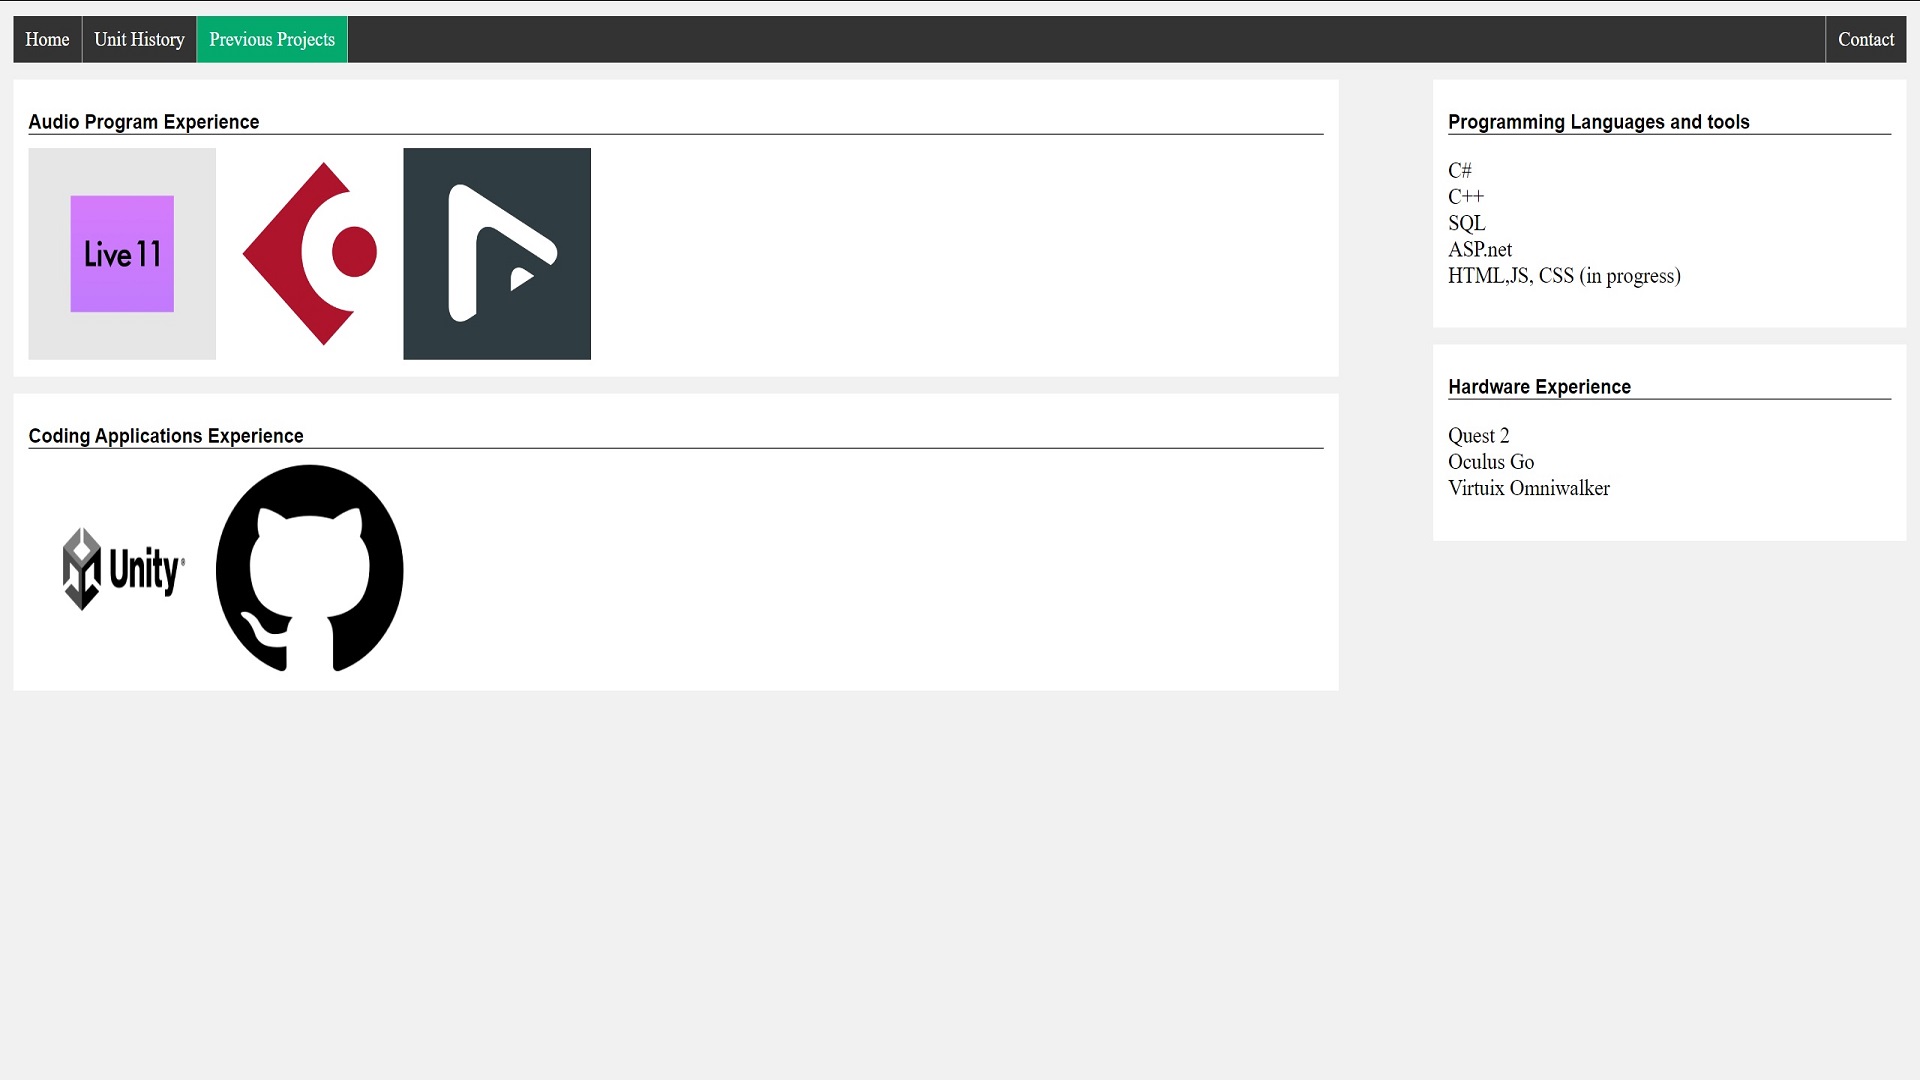 Home
Unit History
Previous Projects
Contact
Audio Program Experience
Live 11
Coding Applications Experience
Unity®
Programming Languages and tools
C#
C++
SQL
ASP.net
HTML,JS, CSS (in progress)
Hardware Experience
Quest 2
Oculus Go
Virtuix Omniwalker